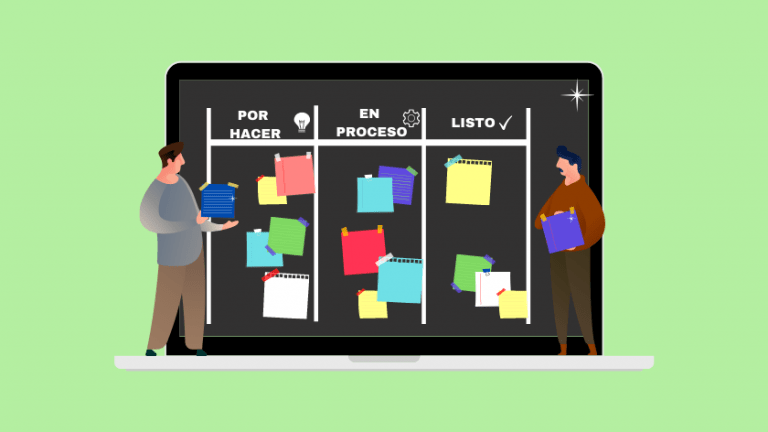 POR
HACER
EN
PROCESO
LISTO